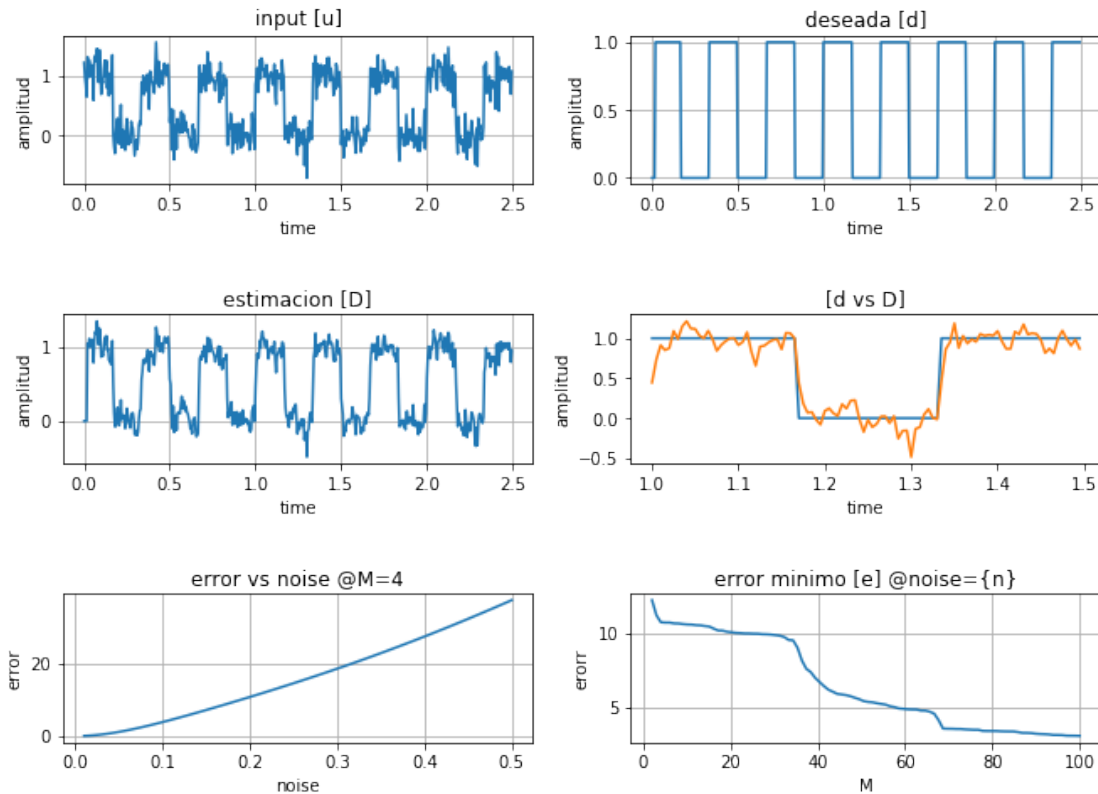 input [u]
amplitud
1
0
0.0 0.5 1.0 1.5 2.0 2.5
time
deseada [d]
amplitud
1.0
0.5
0.0
0.0 0.5 1.0 1.5 2.0 2.5
time
estimacion [D]
amplitud
1
0
0.0 0.5 1.0 1.5 2.0 2.5
time
[d vs D]
amplitud
1.0
0.5
0.0
−0.5
1.0 1.1 1.2 1.3 1.4 1.5
time
error vs noise @M=4
error
20
0
0.0 0.1 0.2 0.3 0.4 0.5
noise
error minimo [e] @noise={n}
erorr
10
5
0 20 40 60 80 100
M